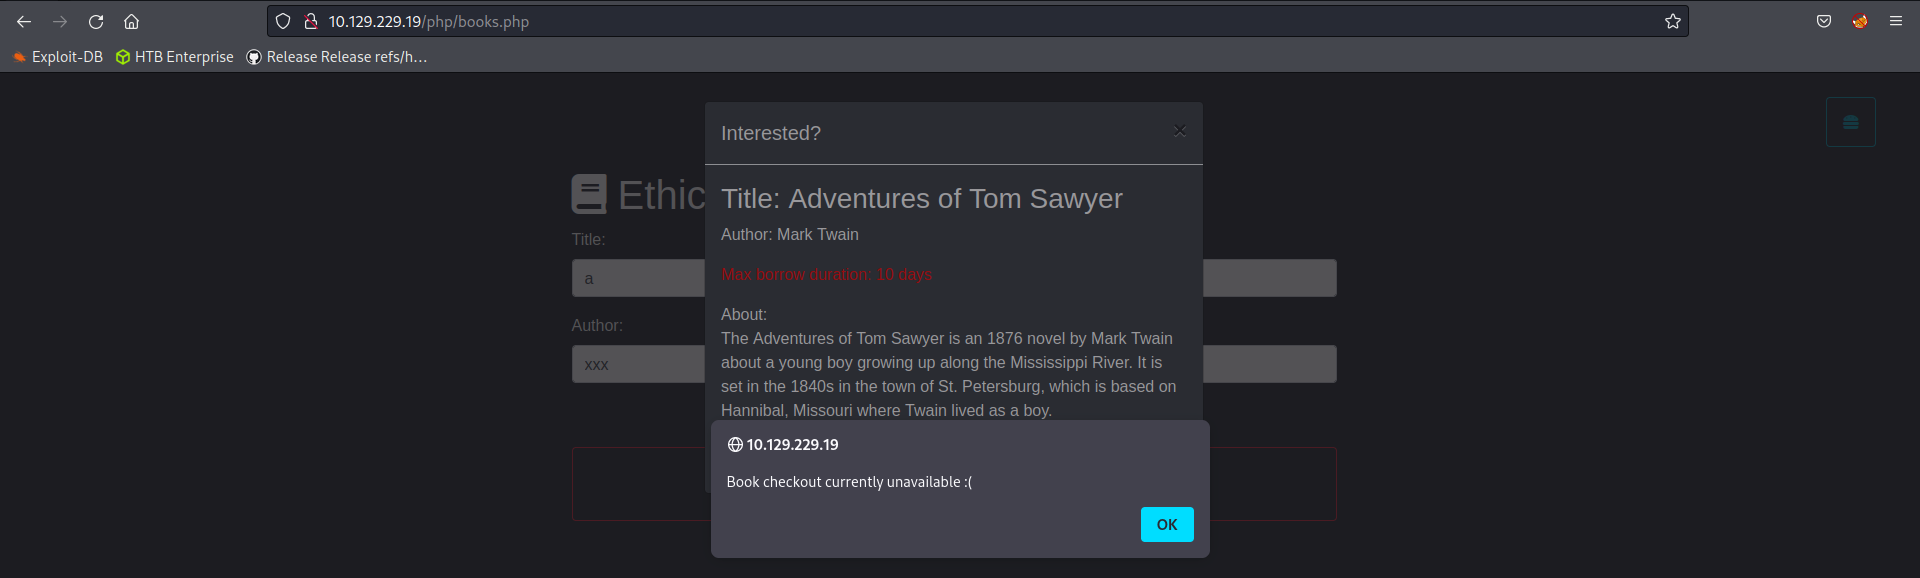 10.129.229.19/php/books.php
Exploit-DB HTB Enterprise Release Release refs/h...
Interested?
Ethic
Title: Adventures of Tom Sawyer
Author: Mark Twain
Title:
Max borrow duration: 10 days
a
About:
Author:
The Adventures of Tom Sawyer is an 1876 novel by Mark Twain
about a young boy growing up along the Mississippi River. It is
xxx
set in the 1840s in the town of St. Petersburg, which is based on
Hannibal, Missouri where Twain lived as a boy.
10.129.229.19
Book checkout currently unavailable :(
OK